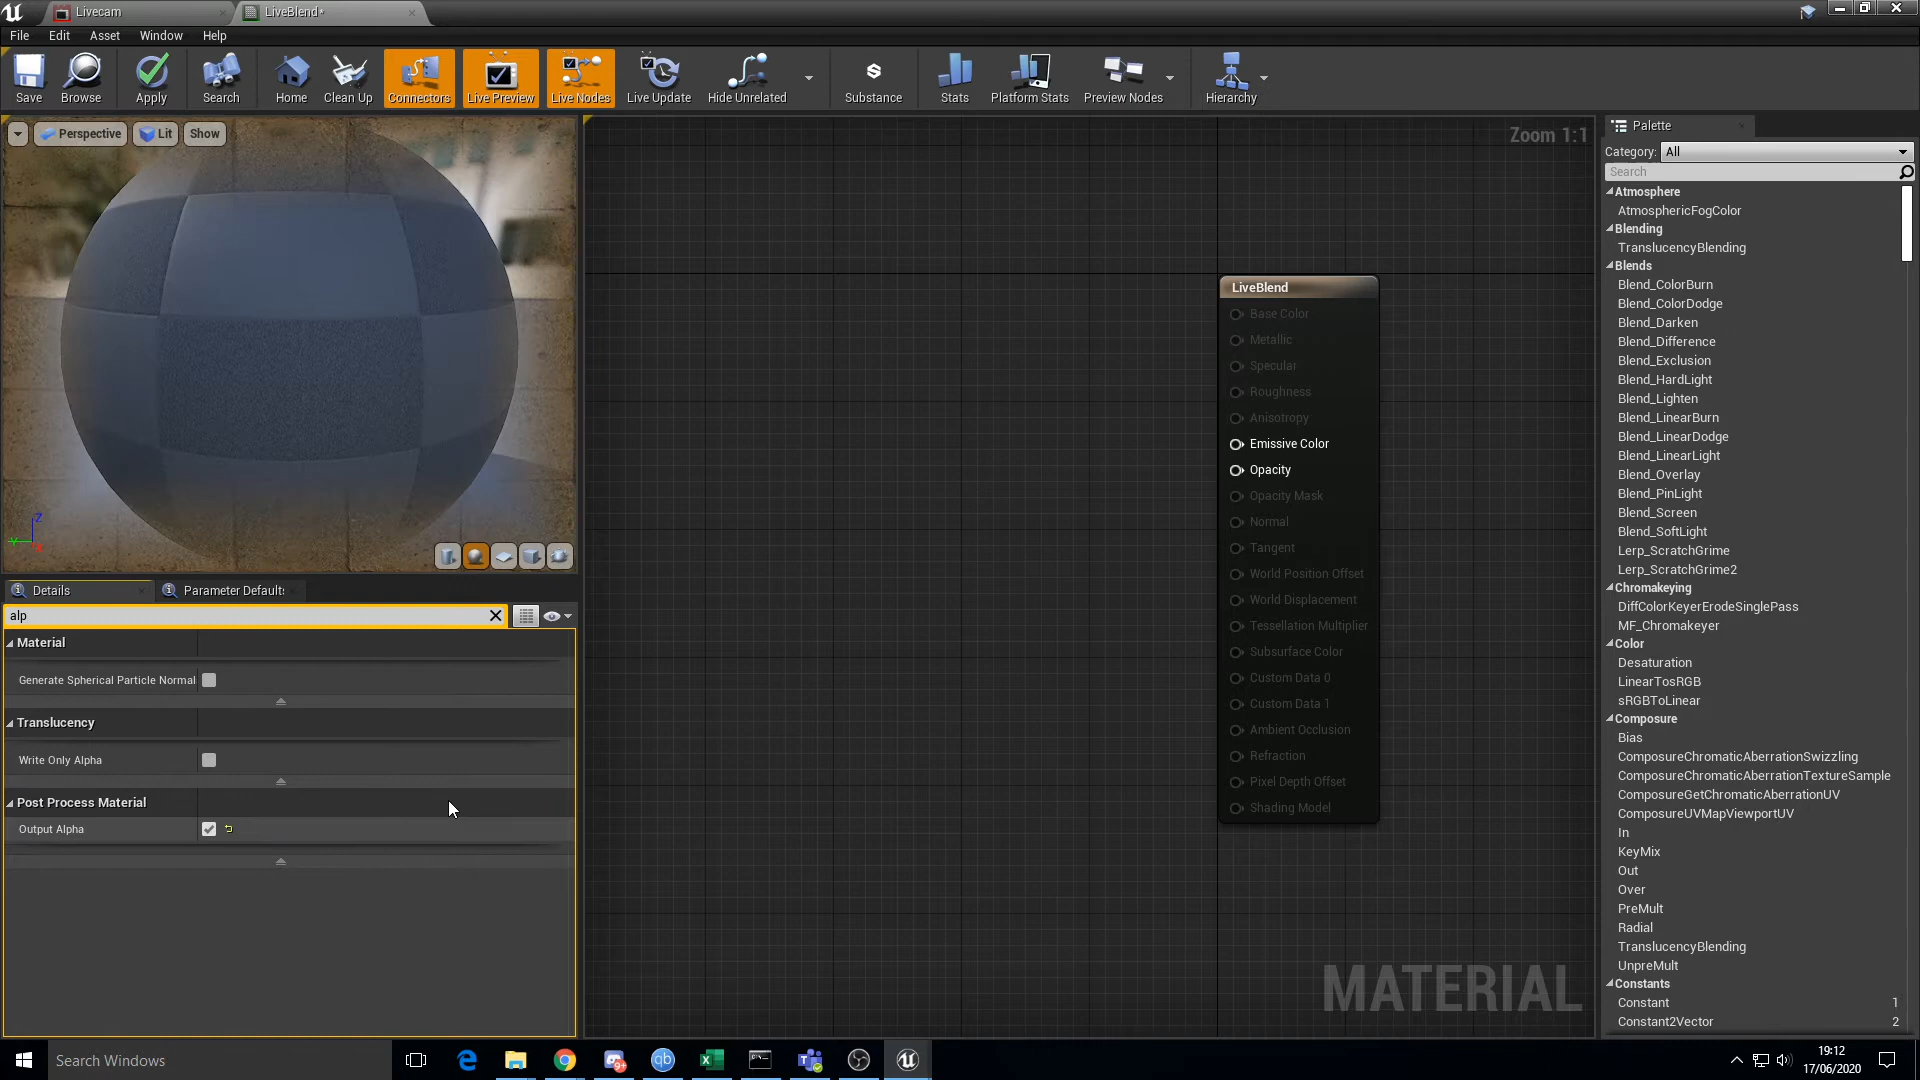 Livecam
LiveBlend*
File Edit Asset Window Help
Save Browse Apply Search Home Clean Up Connectors Live Preview Live Nodes Live Update Hide Unrelated Substance Stats Platform Stats Preview Nodes Hierarchy
Perspective Lit Show
Z
Y
X
Details
Parameter Defaults
alp
Material
Generate Spherical Particle Normal
Translucency
Write Only Alpha
Post Process Material
Output Alpha
Zoom 1:1
LiveBlend
Base Color
Metallic
Specular
Roughness
Anisotropy
Emissive Color
Opacity
Opacity Mask
Normal
Tangent
World Position Offset
World Displacement
Tessellation Multiplier
Subsurface Color
Custom Data 0
Custom Data 1
Ambient Occlusion
Refraction
Pixel Depth Offset
Shading Model
MATERIAL
Palette
Category: All
Search
Atmosphere
AtmosphericFogColor
Blending
TranslucencyBlending
Blends
Blend_ColorBurn
Blend_ColorDodge
Blend_Darken
Blend_Difference
Blend_Exclusion
Blend_HardLight
Blend_Lighten
Blend_LinearBurn
Blend_LinearDodge
Blend_LinearLight
Blend_Overlay
Blend_PinLight
Blend_Screen
Blend_SoftLight
Lerp_ScratchGrime
Lerp_ScratchGrime2
Chromakeying
DiffColorKeyerErodeSinglePass
MF_Chromakeyer
Color
Desaturation
LinearTosRGB
sRGBToLinear
Composure
Bias
ComposureChromaticAberrationSwizzling
ComposureChromaticAberrationTextureSample
ComposureGetChromaticAberrationUV
ComposureUVMapViewportUV
In
KeyMix
Out
Over
PreMult
Radial
TranslucencyBlending
UnpreMult
Constants
Constant 1
Constant2Vector 2
Search Windows
19:12
17/06/2020